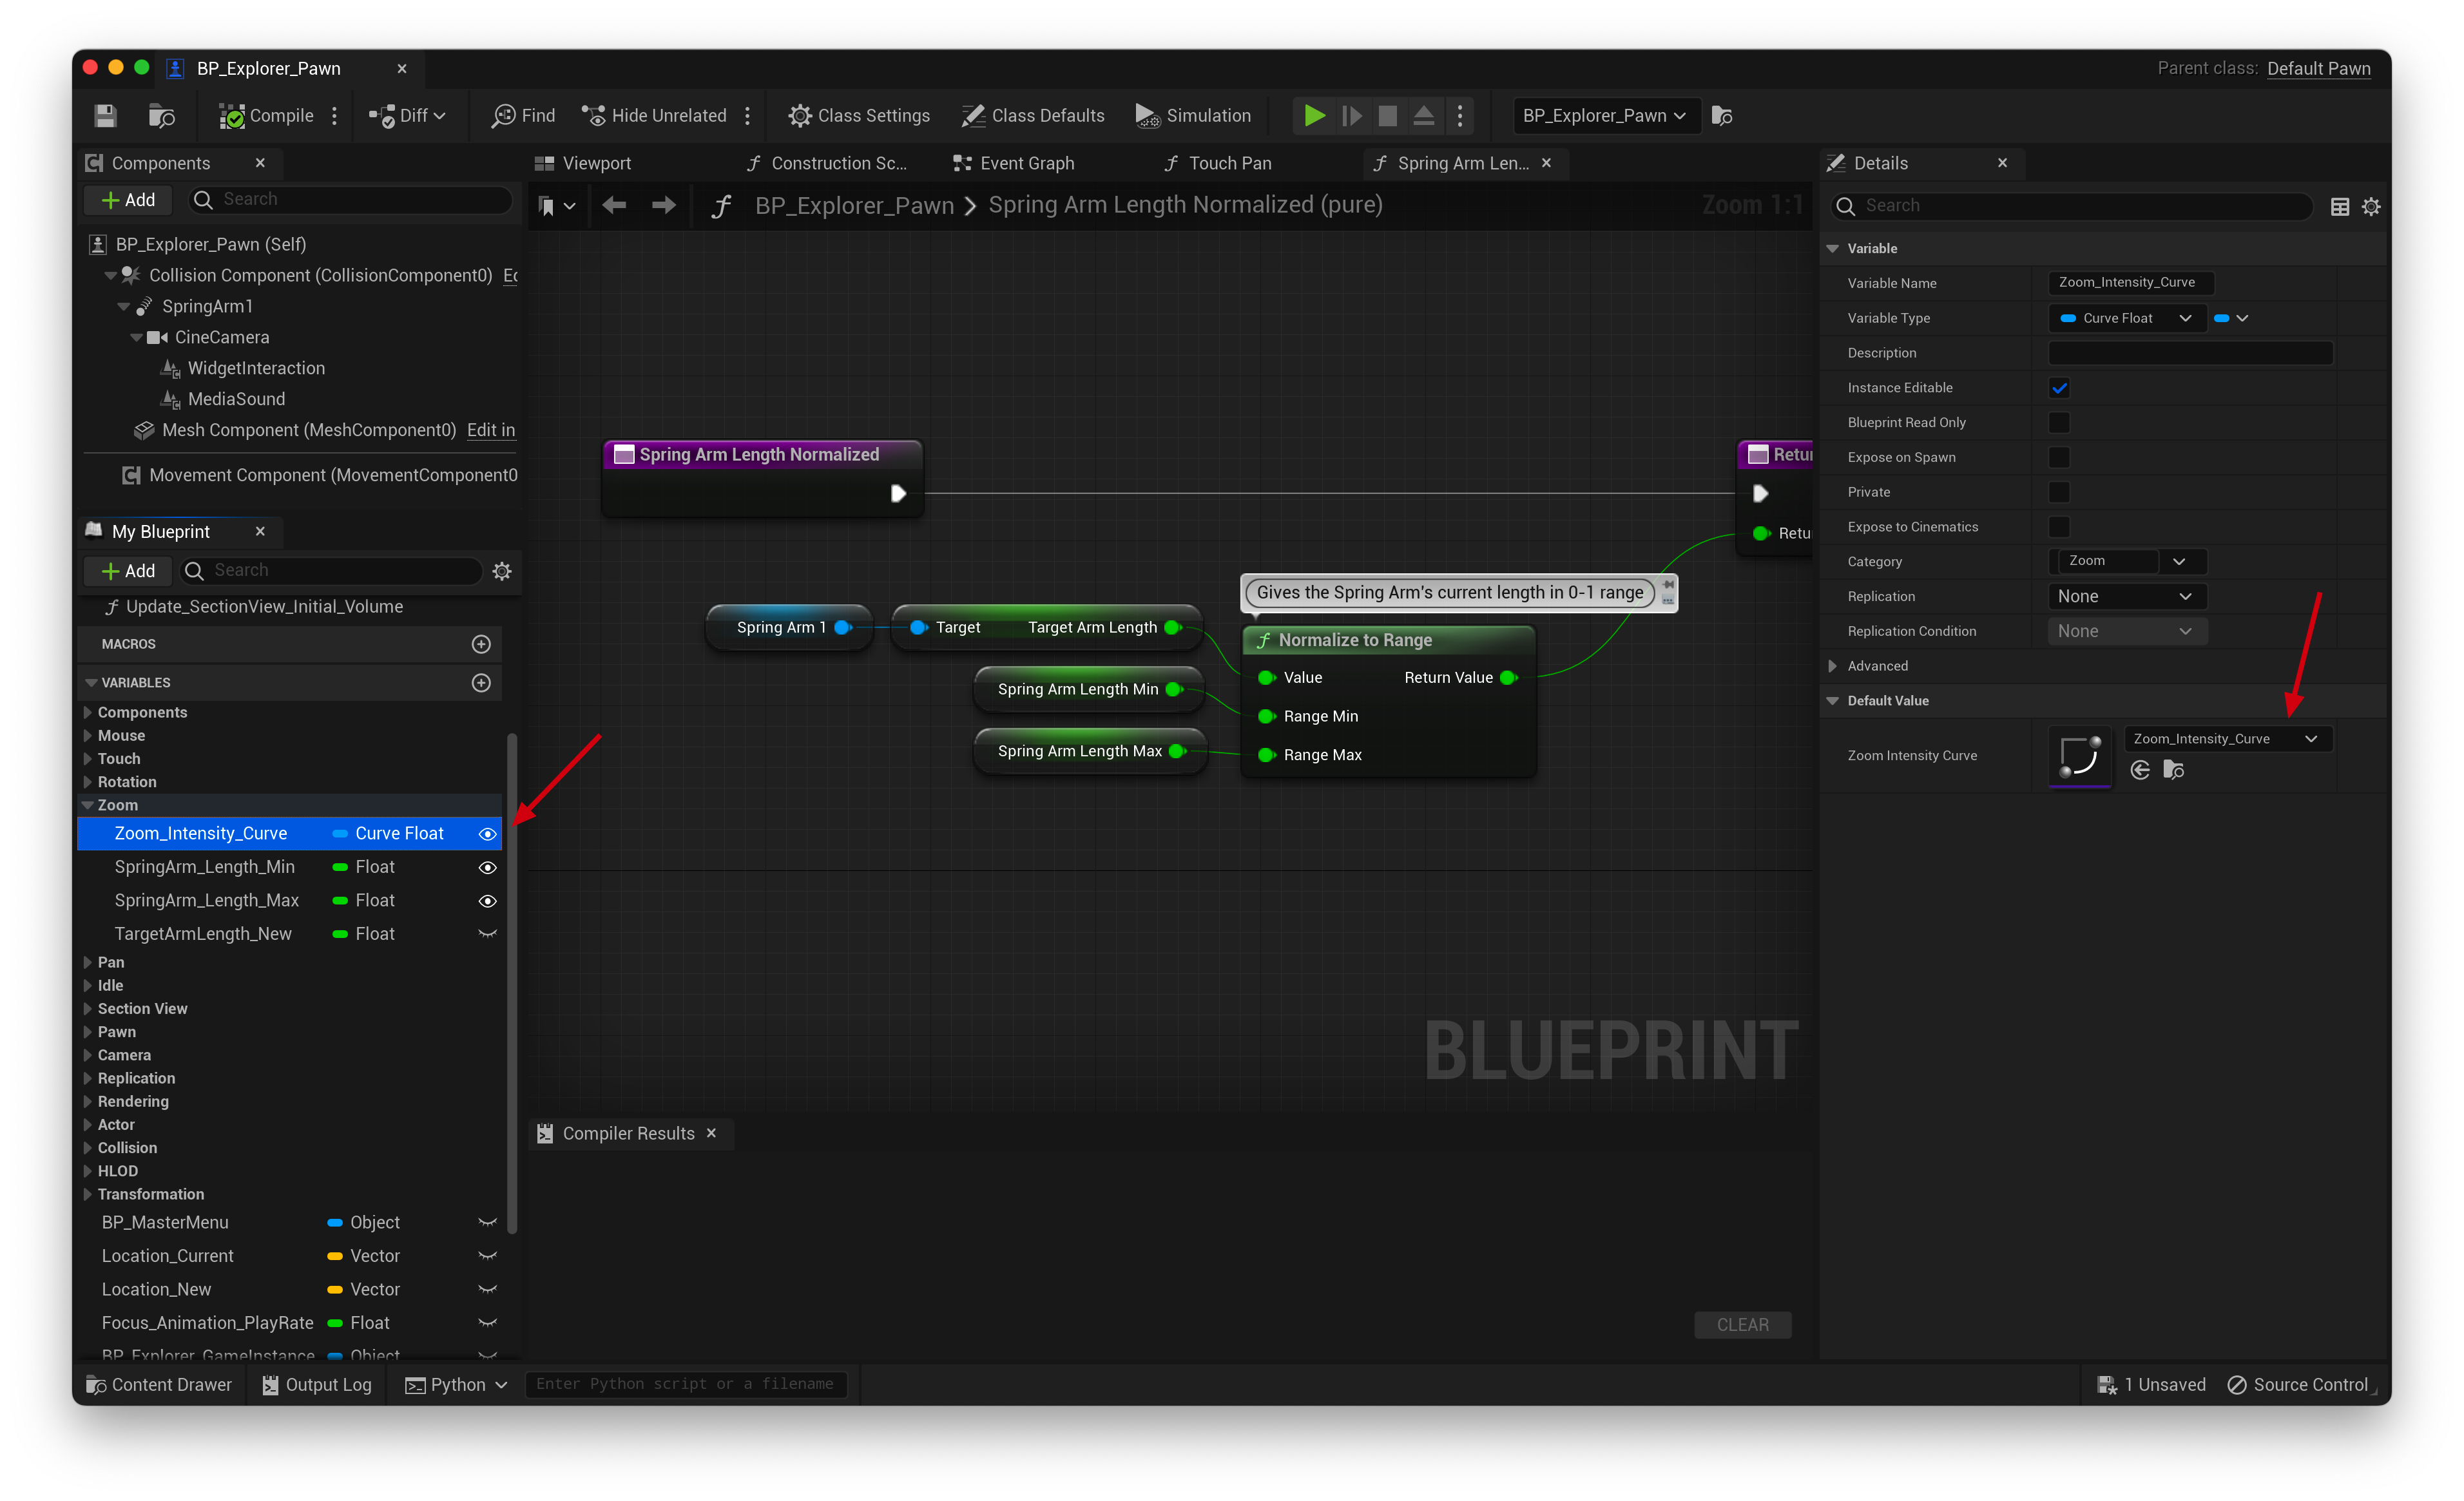 BP_Explorer_Pawn
Parent class: Default Pawn
Compile
Diff
Find
Hide Unrelated
Class Settings
Class Defaults
Simulation
BP_Explorer_Pawn
Components
Add
Search
BP_Explorer_Pawn (Self)
Collision Component (CollisionComponent0)
SpringArm1
CineCamera
WidgetInteraction
MediaSound
Mesh Component (MeshComponent0) Edit in
Movement Component (MovementComponent0
My Blueprint
Add
Search
Update_SectionView_Initial_Volume
MACROS
VARIABLES
Components
Mouse
Touch
Rotation
Zoom
Zoom_Intensity_Curve Curve Float
SpringArm_Length_Min Float
SpringArm_Length_Max Float
TargetArmLength_New Float
Pan
Idle
Section View
Pawn
Camera
Replication
Rendering
Actor
Collision
HLOD
Transformation
BP_MasterMenu Object
Location_Current Vector
Location_New Vector
Focus_Animation_PlayRate Float
BP_Explorer_GameInstance Object
Viewport
Construction Sc...
Event Graph
Touch Pan
Spring Arm Len...
BP_Explorer_Pawn > Spring Arm Length Normalized (pure)
Zoom 1:1
Spring Arm Length Normalized
Retur
Retu
Gives the Spring Arm's current length in 0-1 range
Spring Arm 1
Target Target Arm Length
Normalize to Range
Value Return Value
Spring Arm Length Min
Range Min
Spring Arm Length Max
Range Max
BLUEPRINT
Compiler Results
CLEAR
Details
Search
Variable
Variable Name Zoom_Intensity_Curve
Variable Type Curve Float
Description
Instance Editable
Blueprint Read Only
Expose on Spawn
Private
Expose to Cinematics
Category Zoom
Replication None
Replication Condition None
Advanced
Default Value
Zoom Intensity Curve Zoom_Intensity_Curve
Content Drawer
Output Log
Python
Enter Python script or a filename
1 Unsaved
Source Control